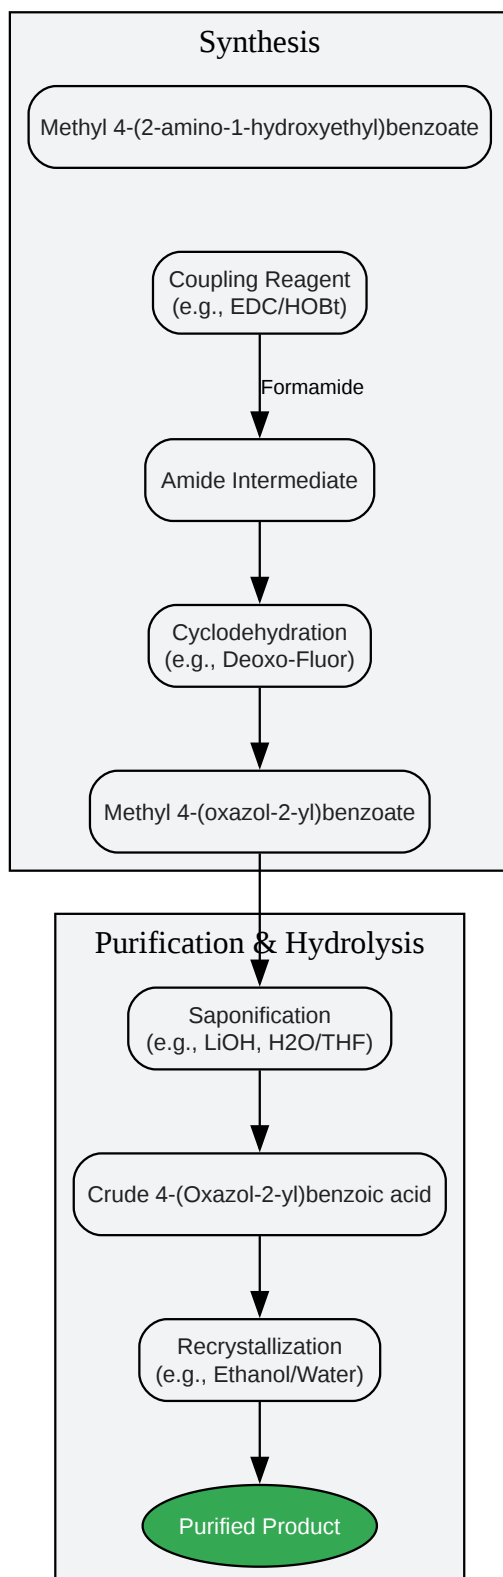 Synthesis
Methyl 4-(2-amino-1-hydroxyethyl)benzoate
Coupling Reagent
(e.g., EDC/HOBt)
Formamide
Amide Intermediate
Cyclodehydration
(e.g., Deoxo-Fluor)
Methyl 4-(oxazol-2-yl)benzoate
Purification & Hydrolysis
Saponification
(e.g., LiOH, H2O/THF)
Crude 4-(Oxazol-2-yl)benzoic acid
Recrystallization
(e.g., Ethanol/Water)
Purified Product